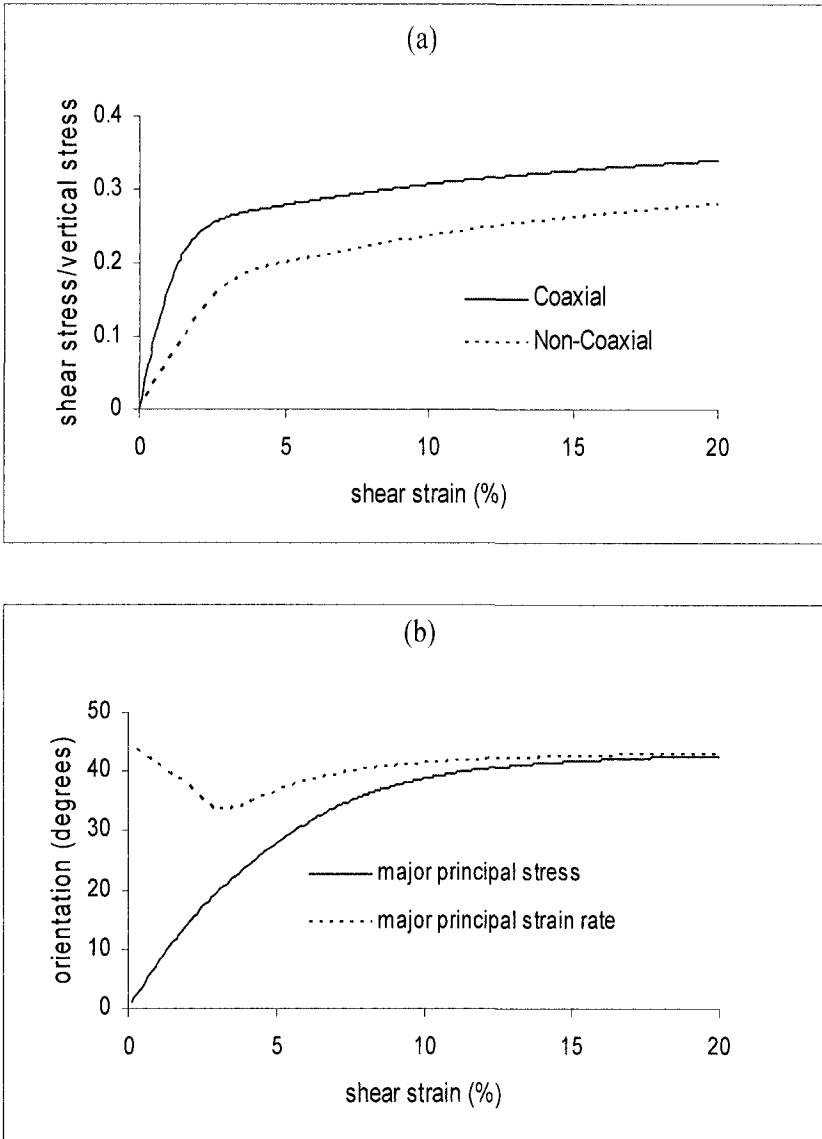 (a)
shear stress/vertical stress
0.4
0.3
0.2
0.1
0
Coaxial
Non-Coaxial
0 5 10 15 20
shear strain (%)
(b)
orientation (degrees)
50
40
30
20
10
0
major principal stress
major principal strain rate
0 5 10 15 20
shear strain (%)